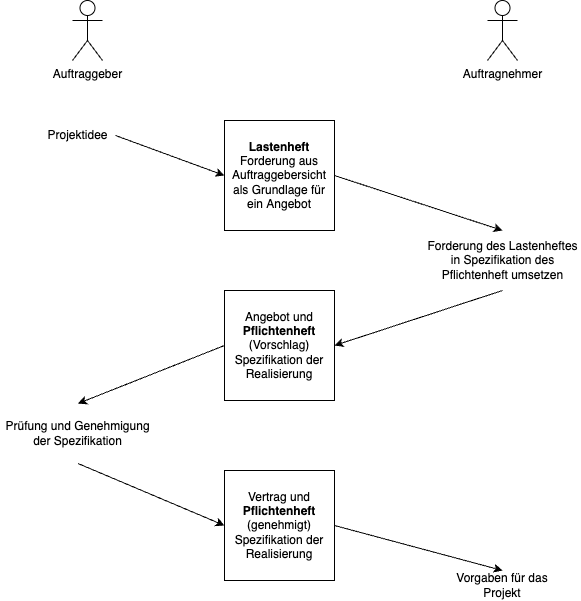 Auftraggeber
Auftragnehmer
Projektidee
Lastenheft
Forderung aus
Auftraggebersicht
als Grundlage für
ein Angebot
Forderung des Lastenheftes
in Spezifikation des
Pflichtenheft umsetzen
Angebot und
Pflichtenheft
(Vorschlag)
Spezifikation der
Realisierung
Prüfung und Genehmigung
der Spezifikation
Vertrag und
Pflichtenheft
(genehmigt)
Spezifikation der
Realisierung
Vorgaben für das
Projekt